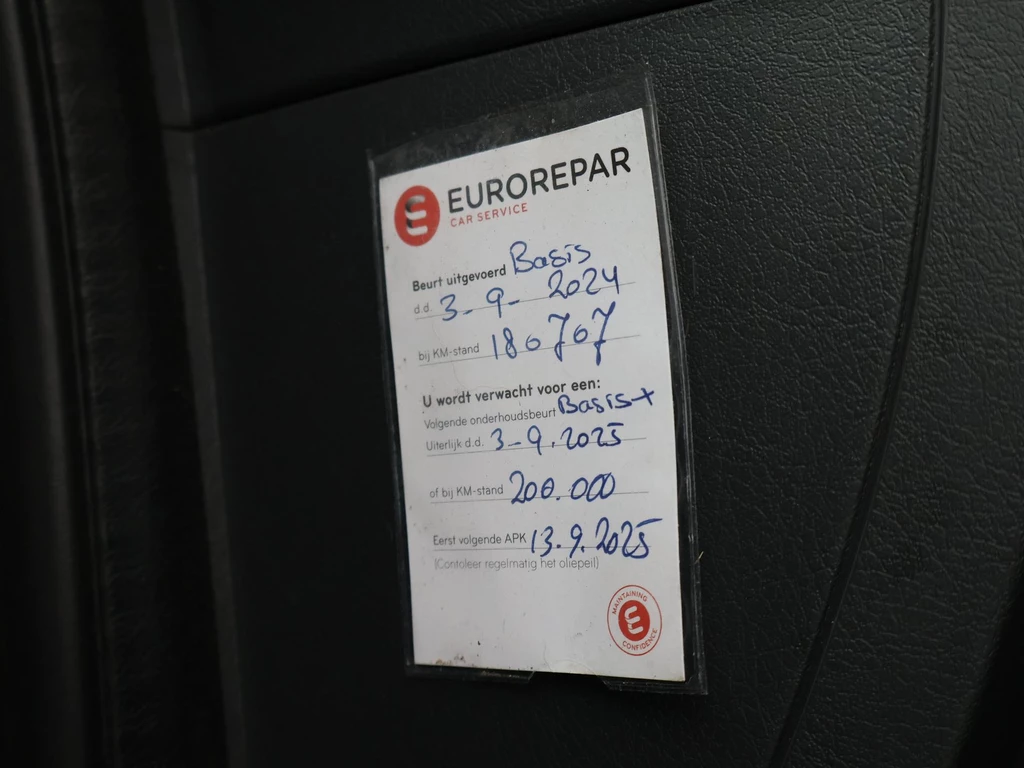 EUROREPAR
CAR SERVICE
Beurt uitgevoerd Basis
d.d. 3-9-2024
bij KM-stand 180707
U wordt verwacht voor een:
Volgende onderhoudsbeurt Basis+
Uiterlijk d.d. 3-9.2025
of bij KM-stand 200.000
Eerst volgende APK 13.9.2025
(Contoleer regelmatig het oliepeil)
MAINTAINING
CONFIDENCE